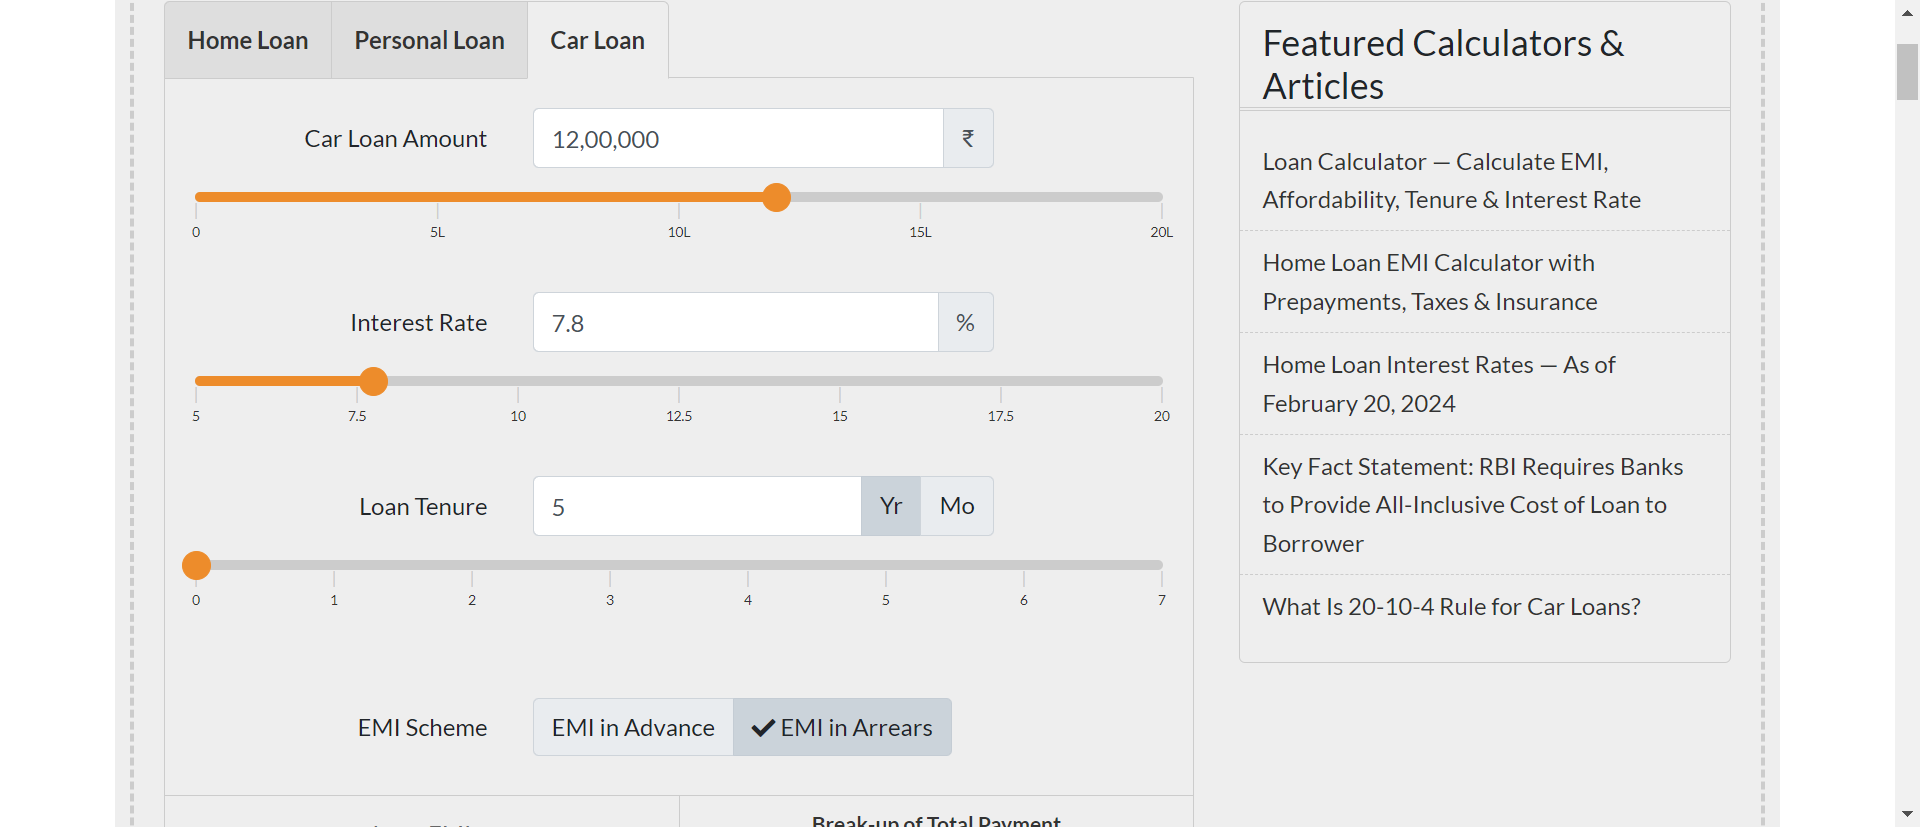 Home Loan
Personal Loan
Car Loan
Car Loan Amount
12,00,000
₹
0
5L
10L
15L
20L
Interest Rate
7.8
%
5
7.5
10
12.5
15
17.5
20
Loan Tenure
5
Yr
Mo
0
1
2
3
4
5
6
7
EMI Scheme
EMI in Advance
EMI in Arrears
Break-up of Total Payment
Featured Calculators &
Articles
Loan Calculator — Calculate EMI,
Affordability, Tenure & Interest Rate
Home Loan EMI Calculator with
Prepayments, Taxes & Insurance
Home Loan Interest Rates — As of
February 20, 2024
Key Fact Statement: RBI Requires Banks
to Provide All-Inclusive Cost of Loan to
Borrower
What Is 20-10-4 Rule for Car Loans?